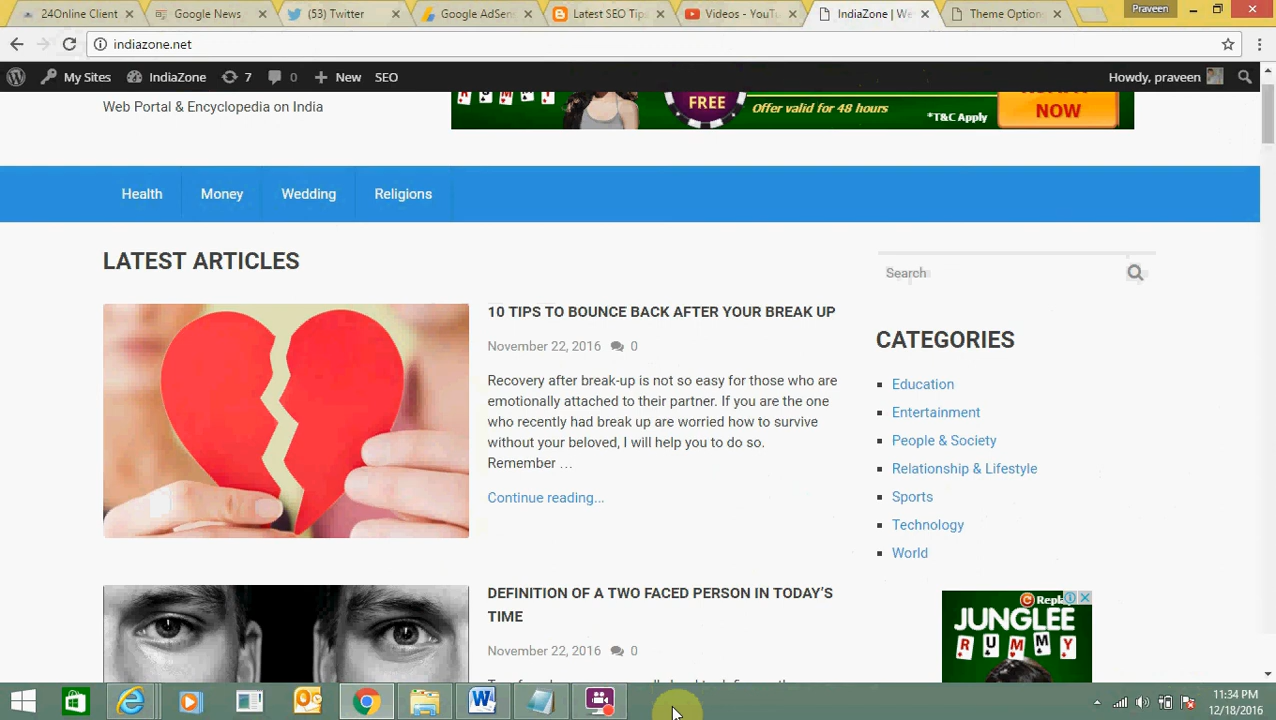 24Online Client
Google News
(53) Twitter
Google AdSen
Latest SEO Tips
Videos - YouTu
IndiaZone | We
Theme Option
Praveen
indiazone.net
My Sites
IndiaZone
7
0
New
SEO
Howdy, praveen
Web Portal & Encyclopedia on India
FREE
Offer valid for 48 hours
*T&C Apply
NOW
Health
Money
Wedding
Religions
LATEST ARTICLES
10 TIPS TO BOUNCE BACK AFTER YOUR BREAK UP
November 22, 2016
0
Recovery after break-up is not so easy for those who are
emotionally attached to their partner. If you are the one
who recently had break up are worried how to survive
without your beloved, I will help you to do so.
Remember …
Continue reading...
DEFINITION OF A TWO FACED PERSON IN TODAY'S
TIME
November 22, 2016
0
Search
CATEGORIES
Education
Entertainment
People & Society
Relationship & Lifestyle
Sports
Technology
World
Replay
JUNGLEE
RUMMY
11:34 PM
12/18/2016